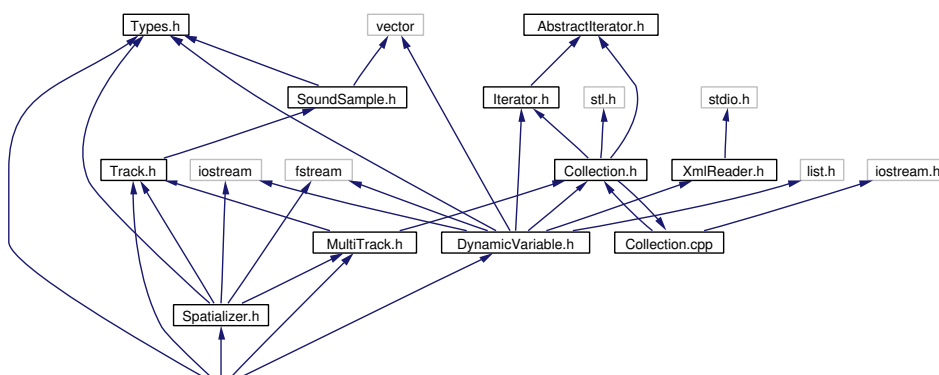 Types.h
vector
AbstractIterator.h
SoundSample.h
Iterator.h
stl.h
stdio.h
Track.h
iostream
fstream
Collection.h
XmlReader.h
list.h
iostream.h
MultiTrack.h
DynamicVariable.h
Collection.cpp
Spatializer.h